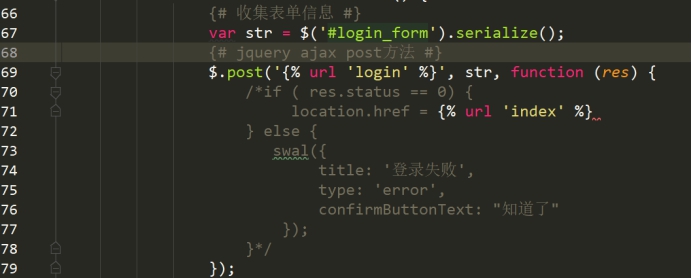 66 {# 收集表单信息 #}
67 var str = $('#login_form').serialize();
68 {# jquery ajax post方法 #}
69 $.post('{% url 'login' %}', str, function (res) {
70 /*if ( res.status == 0) {
71 location.href = {% url 'index' %}
72 } else {
73 swal({
74 title: '登录失败',
75 type: 'error',
76 confirmButtonText: "知道了"
77 });
78 }*/
79 });